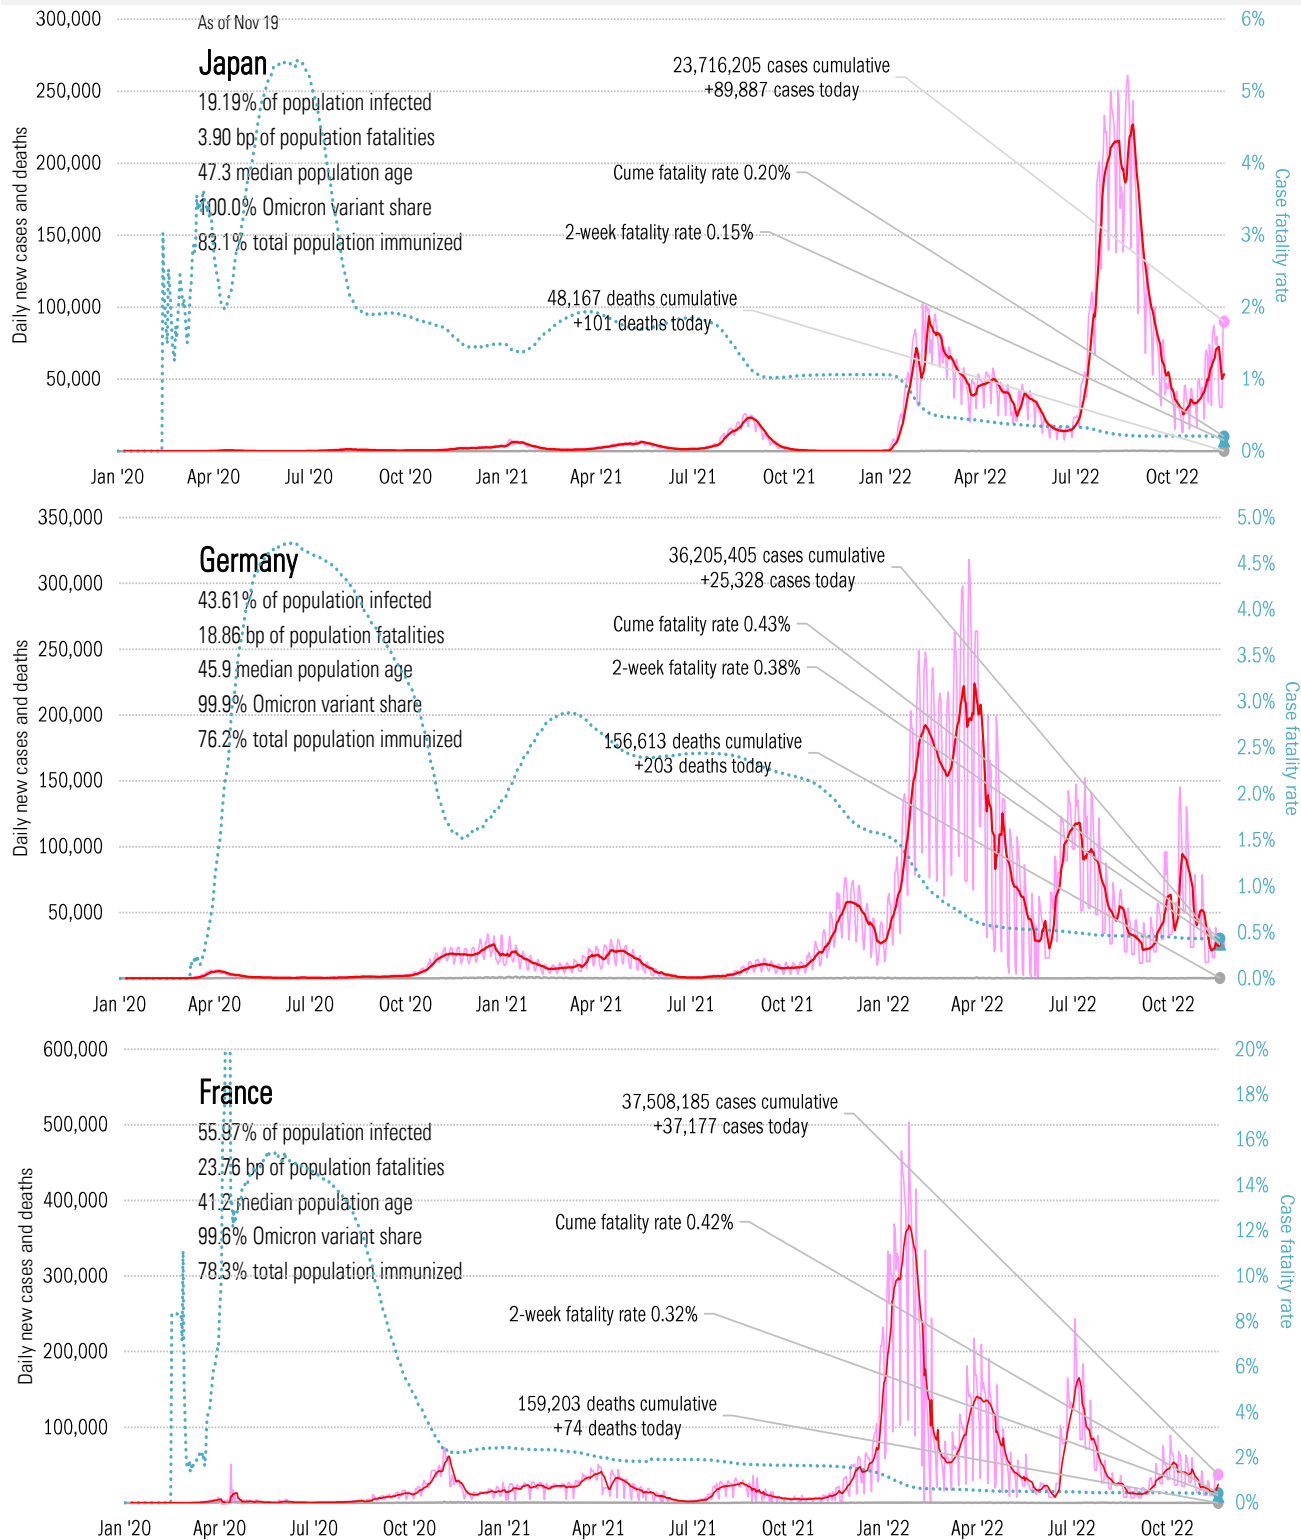 As of Nov 19
Japan
19.19% of population infected
3.90 bp of population fatalities
47.3 median population age
100.0% Omicron variant share
83.1% total population immunized
23,716,205 cases cumulative
+89,887 cases today
Cume fatality rate 0.20%
2-week fatality rate 0.15%
48,167 deaths cumulative
+101 deaths today
Daily new cases and deaths
300,000
250,000
200,000
150,000
100,000
50,000
6%
5%
4%
3%
2%
1%
0%
Case fatality rate
Jan '20 Apr '20 Jul '20 Oct '20 Jan '21 Apr '21 Jul '21 Oct '21 Jan '22 Apr '22 Jul '22 Oct '22
Germany
43.61% of population infected
18.86 bp of population fatalities
45.9 median population age
99.9% Omicron variant share
76.2% total population immunized
36,205,405 cases cumulative
+25,328 cases today
Cume fatality rate 0.43%
2-week fatality rate 0.38%
156,613 deaths cumulative
+203 deaths today
Daily new cases and deaths
350,000
300,000
250,000
200,000
150,000
100,000
50,000
5.0%
4.5%
4.0%
3.5%
3.0%
2.5%
2.0%
1.5%
1.0%
0.5%
0.0%
Case fatality rate
Jan '20 Apr '20 Jul '20 Oct '20 Jan '21 Apr '21 Jul '21 Oct '21 Jan '22 Apr '22 Jul '22 Oct '22
France
55.97% of population infected
23.76 bp of population fatalities
41.2 median population age
99.6% Omicron variant share
78.3% total population immunized
37,508,185 cases cumulative
+37,177 cases today
Cume fatality rate 0.42%
2-week fatality rate 0.32%
159,203 deaths cumulative
+74 deaths today
Daily new cases and deaths
600,000
500,000
400,000
300,000
200,000
100,000
20%
18%
16%
14%
12%
10%
8%
6%
4%
2%
0%
Case fatality rate
Jan '20 Apr '20 Jul '20 Oct '20 Jan '21 Apr '21 Jul '21 Oct '21 Jan '22 Apr '22 Jul '22 Oct '22